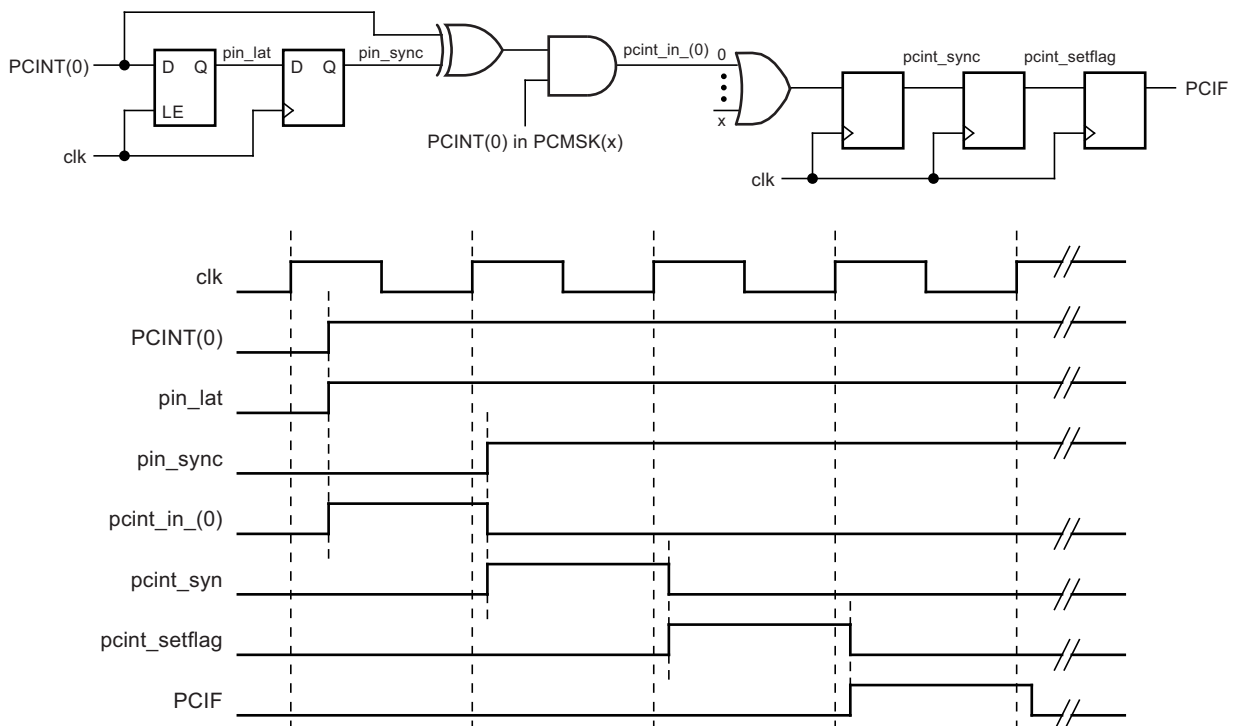 PCINT(0)
D Q
LE
clk
pin_lat
D Q
pin_sync
PCINT(0) in PCMSK(x)
pcint_in_(0)
0
x
clk
pcint_sync
pcint_setflag
PCIF
clk
PCINT(0)
pin_lat
pin_sync
pcint_in_(0)
pcint_syn
pcint_setflag
PCIF